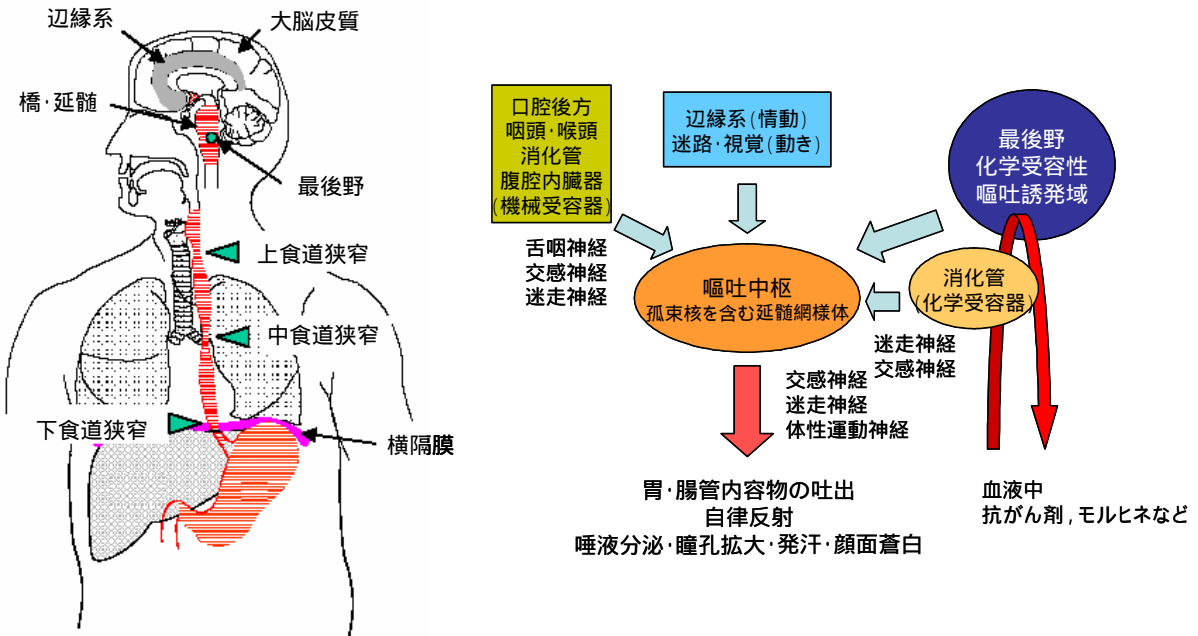 辺縁系
大脳皮質
橋･延髄
最後野
上食道狭窄
中食道狭窄
下食道狭窄
横隔膜
口腔後方
咽頭･喉頭
消化管
腹腔内臓器
(機械受容器)
舌咽神経
交感神経
迷走神経
辺縁系(情動)
迷路･視覚(動き)
最後野
化学受容性
嘔吐誘発域
嘔吐中枢
孤束核を含む延髄網様体
消化管
(化学受容器)
迷走神経
交感神経
交感神経
迷走神経
体性運動神経
胃･腸管内容物の吐出
自律反射
唾液分泌･瞳孔拡大･発汗･顔面蒼白
血液中
抗がん剤,モルヒネなど